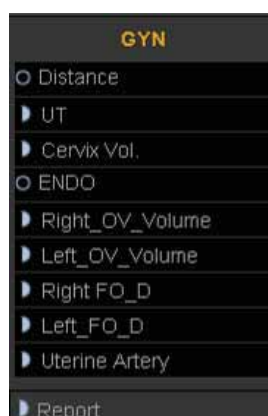 GYN
Distance
UT
Cervix Vol.
ENDO
Right_OV_Volume
Left_OV_Volume
Right FO_D
Left_FO_D
Uterine Artery
Report